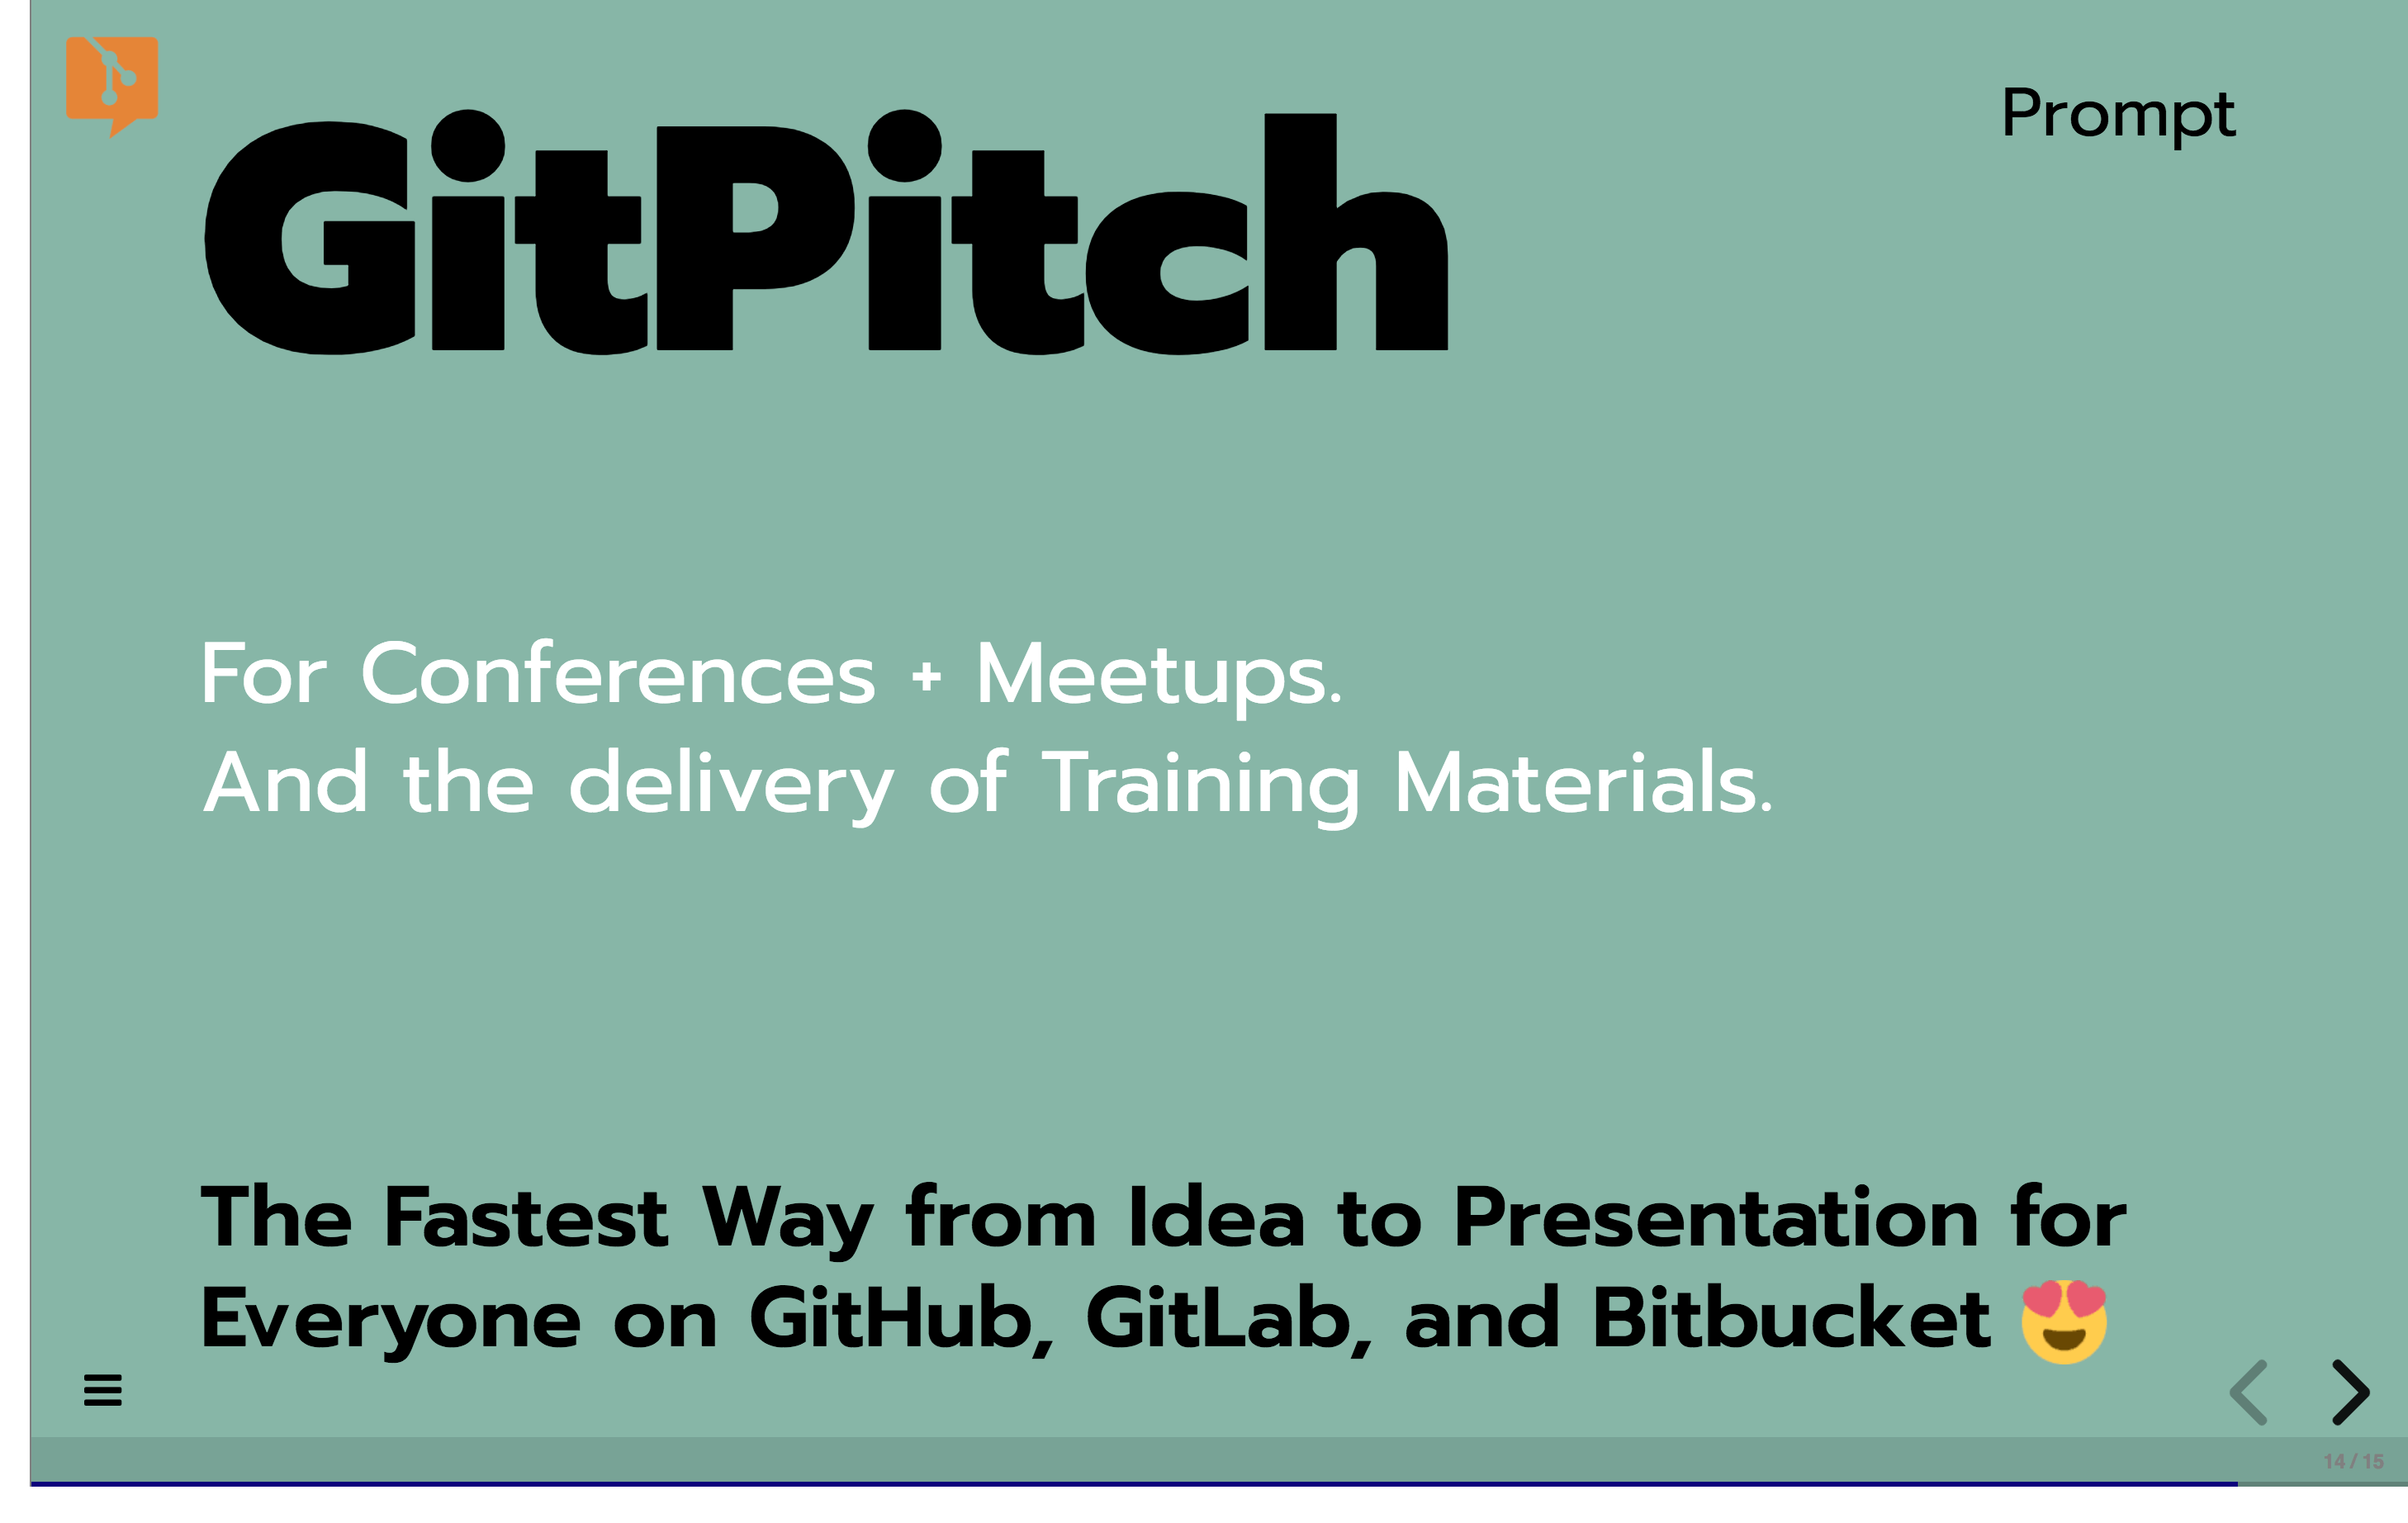 GitPitch
Prompt
For Conferences + Meetups.
And the delivery of Training Materials.
The Fastest Way from Idea to Presentation for
Everyone on GitHub, GitLab, and Bitbucket 😍
14 / 15